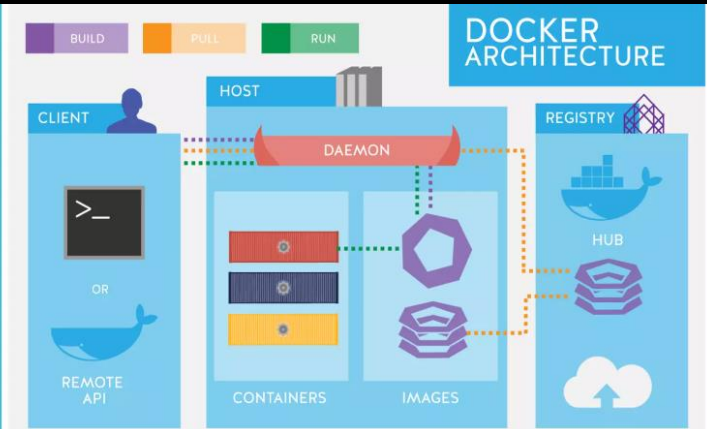 BUILD
PULL
RUN
DOCKER
ARCHITECTURE
CLIENT
>_
OR
REMOTE
API
HOST
DAEMON
CONTAINERS
IMAGES
REGISTRY
HUB